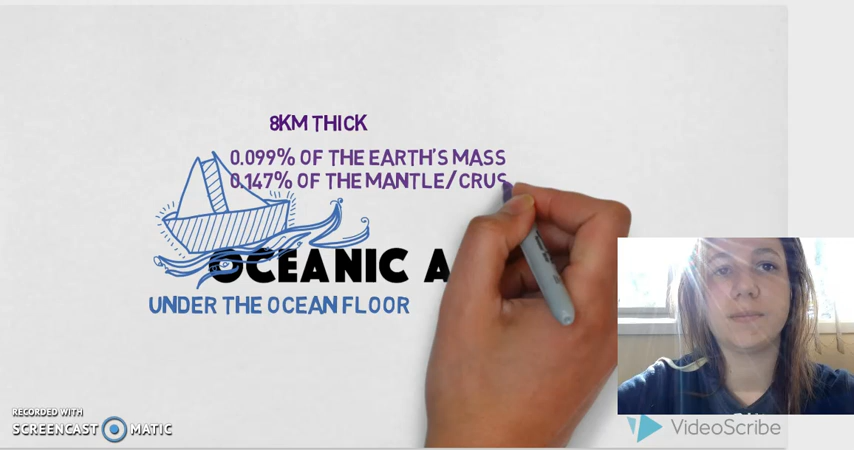 8KM THICK
0.099% OF THE EARTH'S MASS
0.147% OF THE MANTLE/CRUS
OCEANIC A
UNDER THE OCEAN FLOOR
RECORDED WITH
SCREENCAST MATIC
VideoScribe